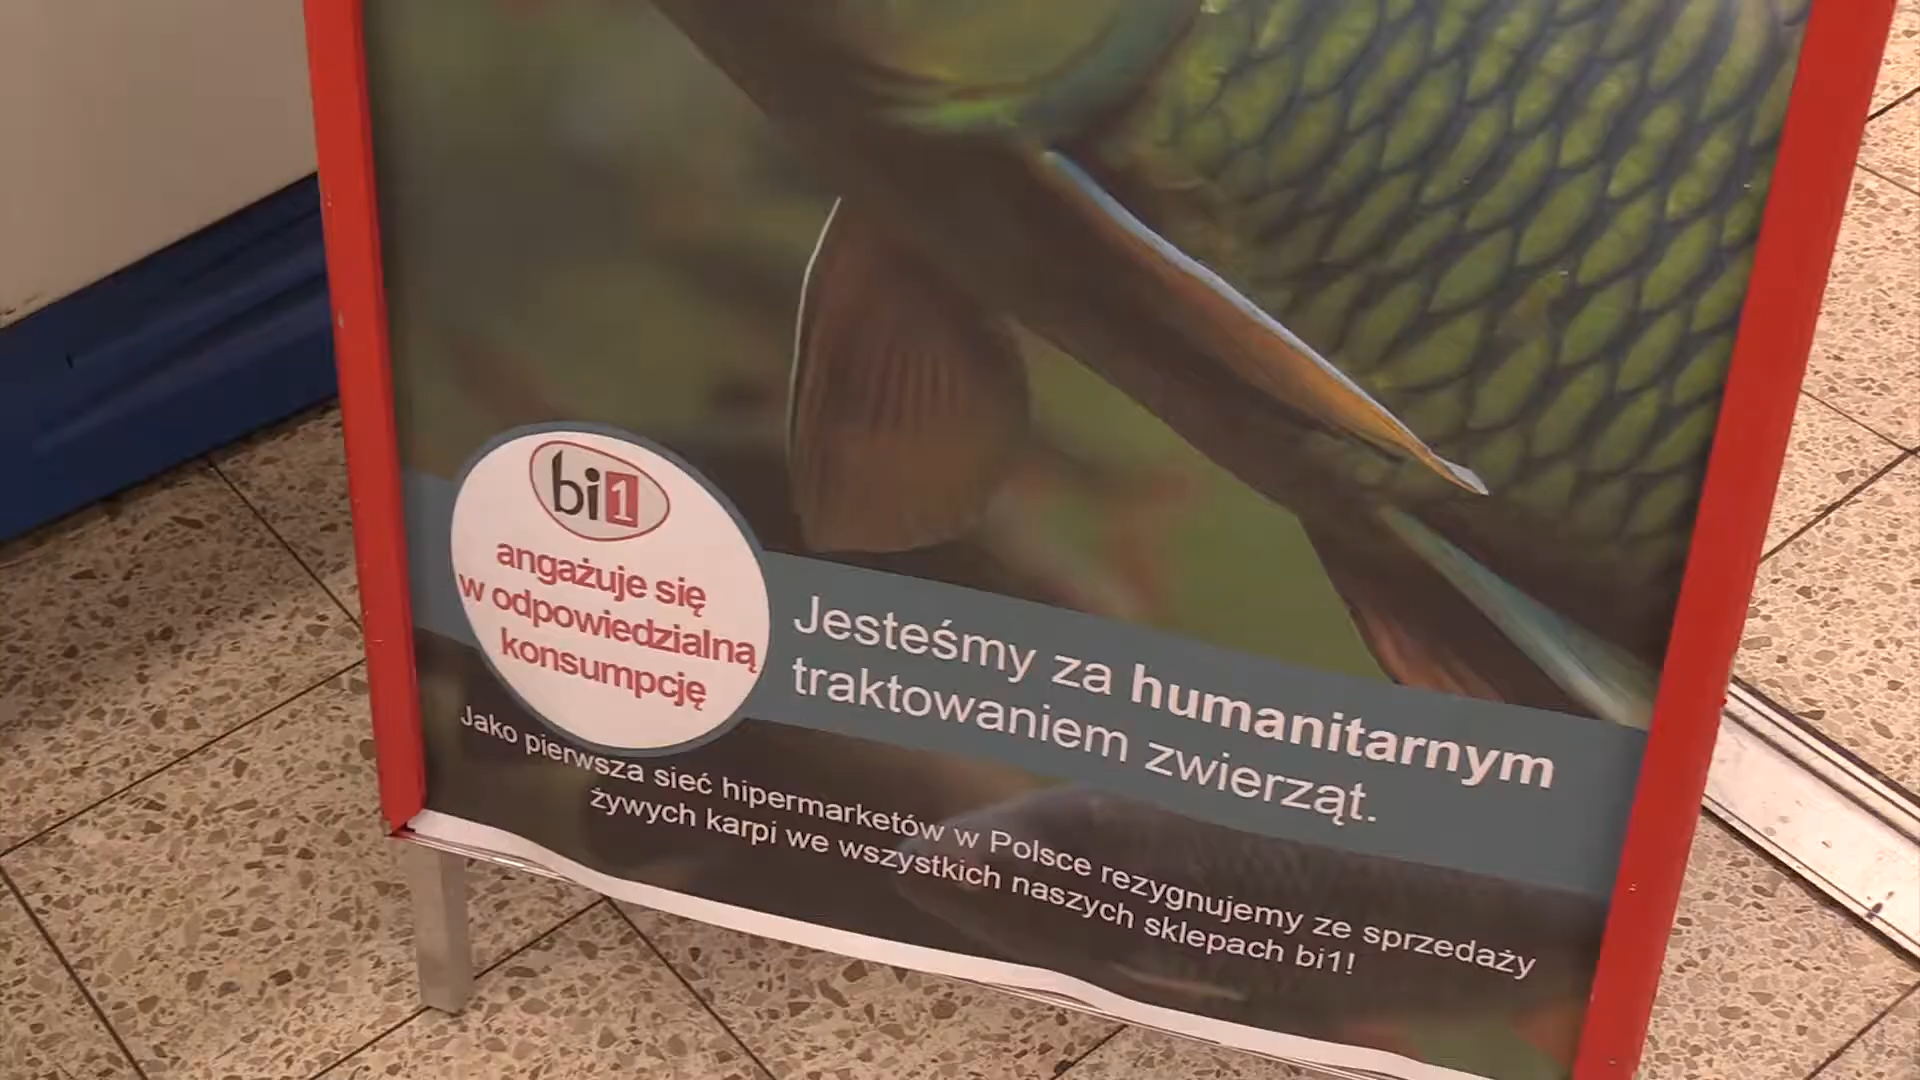 bi1
angażuje się
w odpowiedzialną
konsumpcję
Jesteśmy za humanitarnym
traktowaniem zwierząt.
Jako pierwsza sieć hipermarketów w Polsce rezygnujemy ze sprzedaży
żywych karpi we wszystkich naszych sklepach bi1!